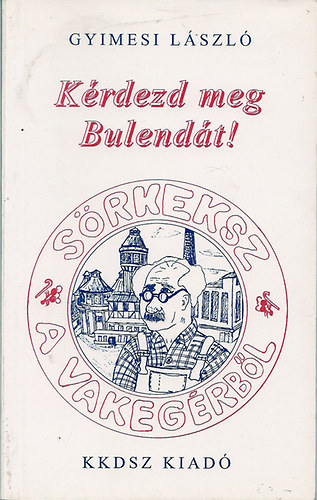 GYIMESI LÁSZLÓ
Kérdezd meg
Bulendát!
SÖRKEKSZ
A VAKEGÉRBŐL
KKDSZ KIADÓ